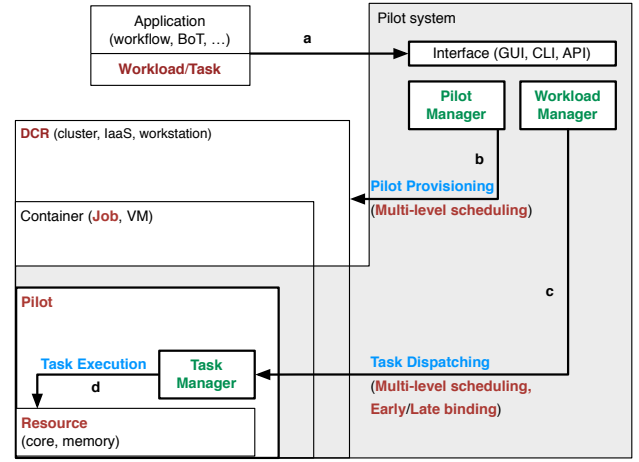 Application
(workflow, BoT, …)
Workload/Task
a
Pilot system
Interface (GUI, CLI, API)
Pilot
Manager
Workload
Manager
DCR (cluster, IaaS, workstation)
b
Pilot Provisioning
(Multi-level scheduling)
Container (Job, VM)
c
Pilot
Task Execution
d
Task
Manager
Task Dispatching
(Multi-level scheduling,
Early/Late binding)
Resource
(core, memory)